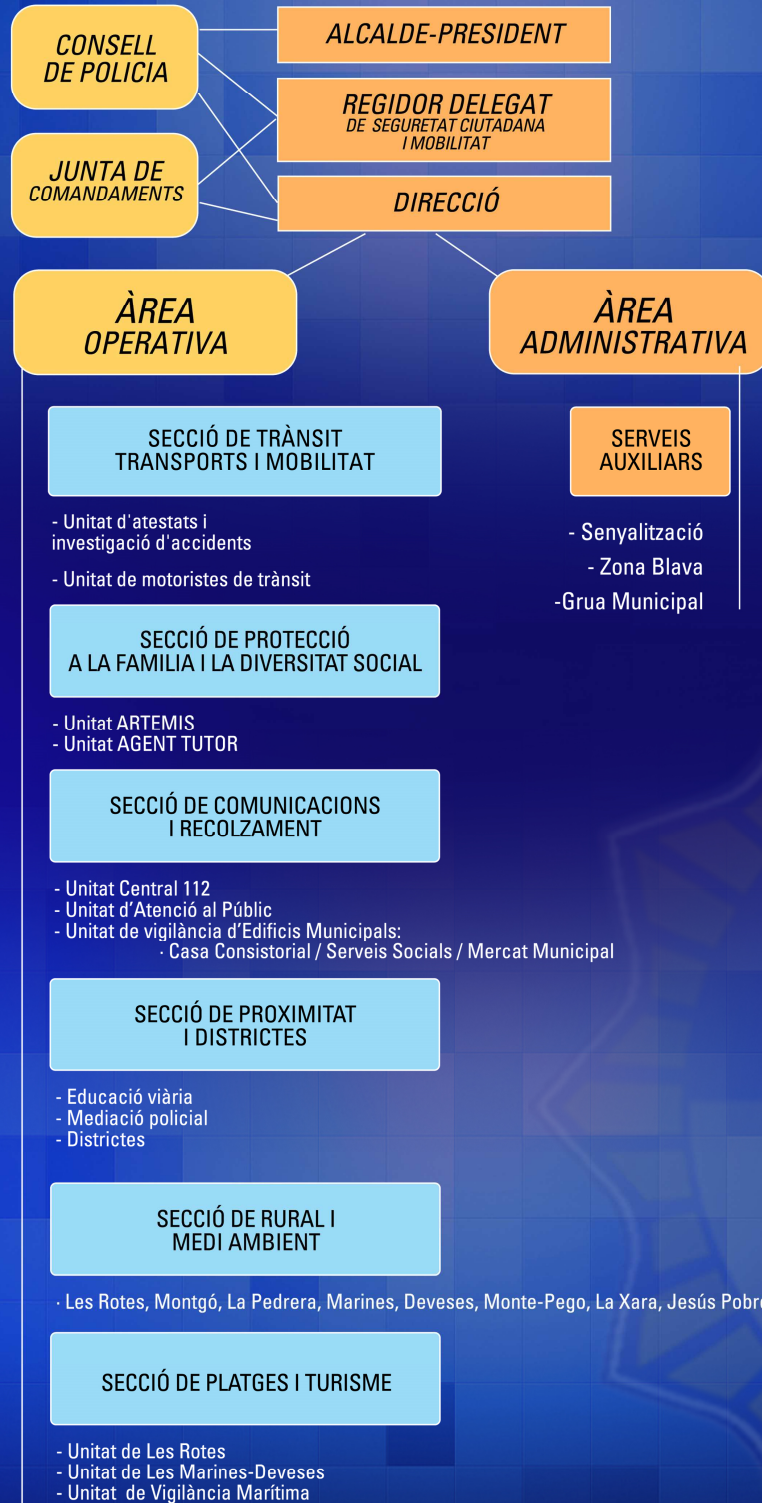 CONSELL
DE POLICIA
ALCALDE-PRESIDENT
REGIDOR DELEGAT
DE SEGURETAT CIUTADANA
I MOBILITAT
JUNTA DE
COMANDAMENTS
DIRECCIÓ
ÀREA
OPERATIVA
ÀREA
ADMINISTRATIVA
SECCIÓ DE TRÀNSIT
TRANSPORTS I MOBILITAT
- Unitat d'atestats i
investigació d'accidents
- Unitat de motoristes de trànsit
SERVEIS
AUXILIARS
- Senyalització
- Zona Blava
-Grua Municipal
SECCIÓ DE PROTECCIÓ
A LA FAMILIA I LA DIVERSITAT SOCIAL
- Unitat ARTEMIS
- Unitat AGENT TUTOR
SECCIÓ DE COMUNICACIONS
I RECOLZAMENT
- Unitat Central 112
- Unitat d’Atenció al Públic
- Unitat de vigilància d’Edificis Municipals:
· Casa Consistorial / Serveis Socials / Mercat Municipal
SECCIÓ DE PROXIMITAT
I DISTRICTES
- Educació viària
- Mediació policial
- Districtes
SECCIÓ DE RURAL I
MEDI AMBIENT
· Les Rotes, Montgó, La Pedrera, Marines, Deveses, Monte-Pego, La Xara, Jesús Pobre
SECCIÓ DE PLATGES I TURISME
- Unitat de Les Rotes
- Unitat de Les Marines-Deveses
- Unitat de Vigilància Marítima